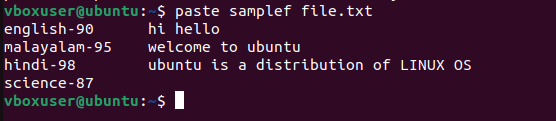 vboxuser@ubuntu:~$ paste samplef file.txt
english-90	hi hello
malayalam-95	welcome to ubuntu
hindi-98	ubuntu is a distribution of LINUX OS
science-87
vboxuser@ubuntu:~$